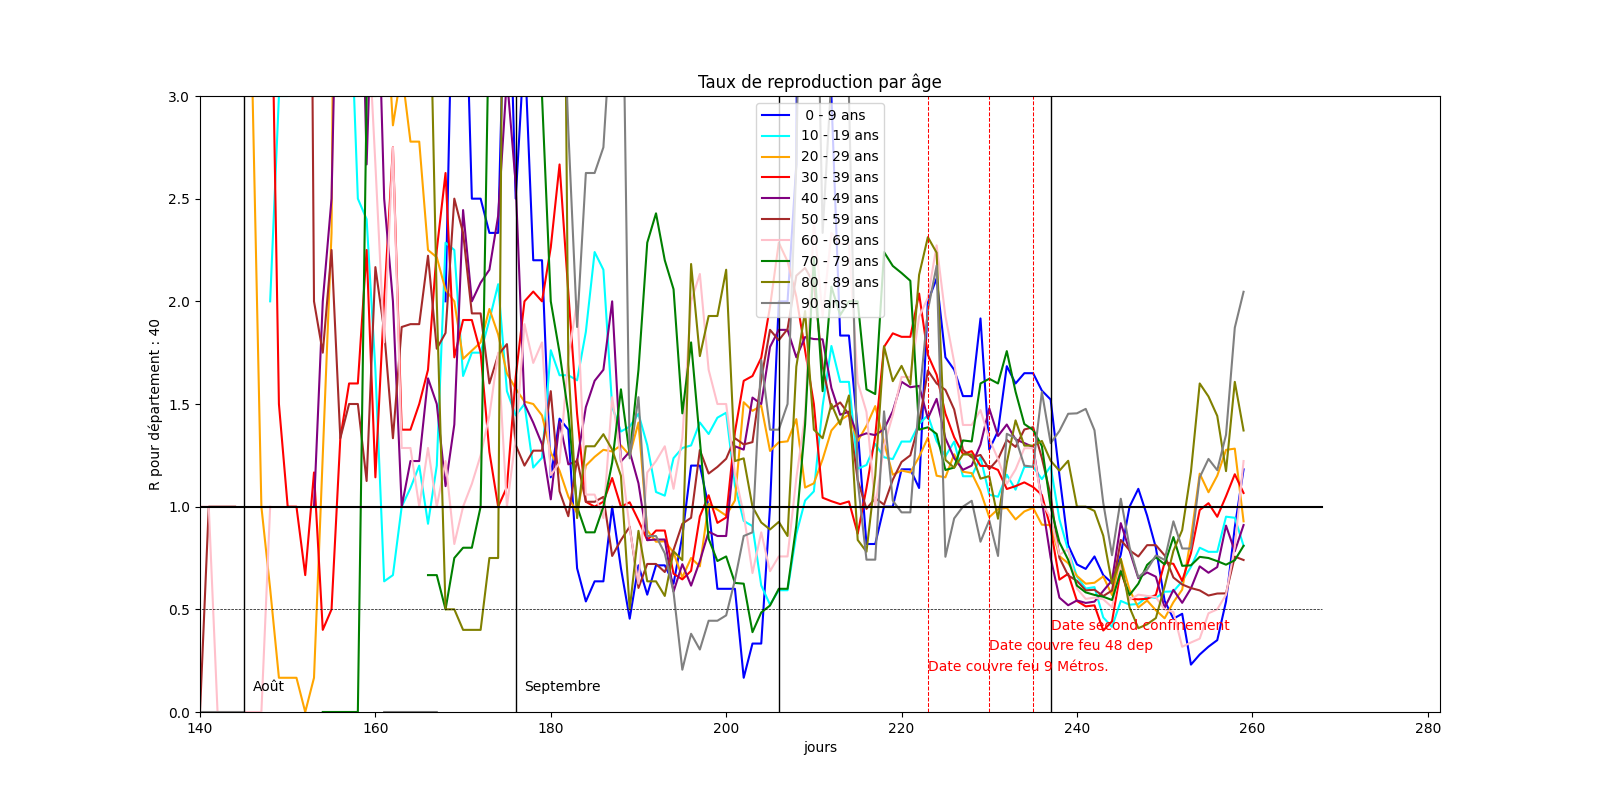 Taux de reproduction par âge
R pour département : 40
3.0
2.5
2.0
1.5
1.0
0.5
0.0
0 - 9 ans
10 - 19 ans
20 - 29 ans
30 - 39 ans
40 - 49 ans
50 - 59 ans
60 - 69 ans
70 - 79 ans
80 - 89 ans
90 ans+
Date second confinement
Date couvre feu 48 dep
Date couvre feu 9 Métros.
Août
Septembre
140 160 180 200 220 240 260 280
jours